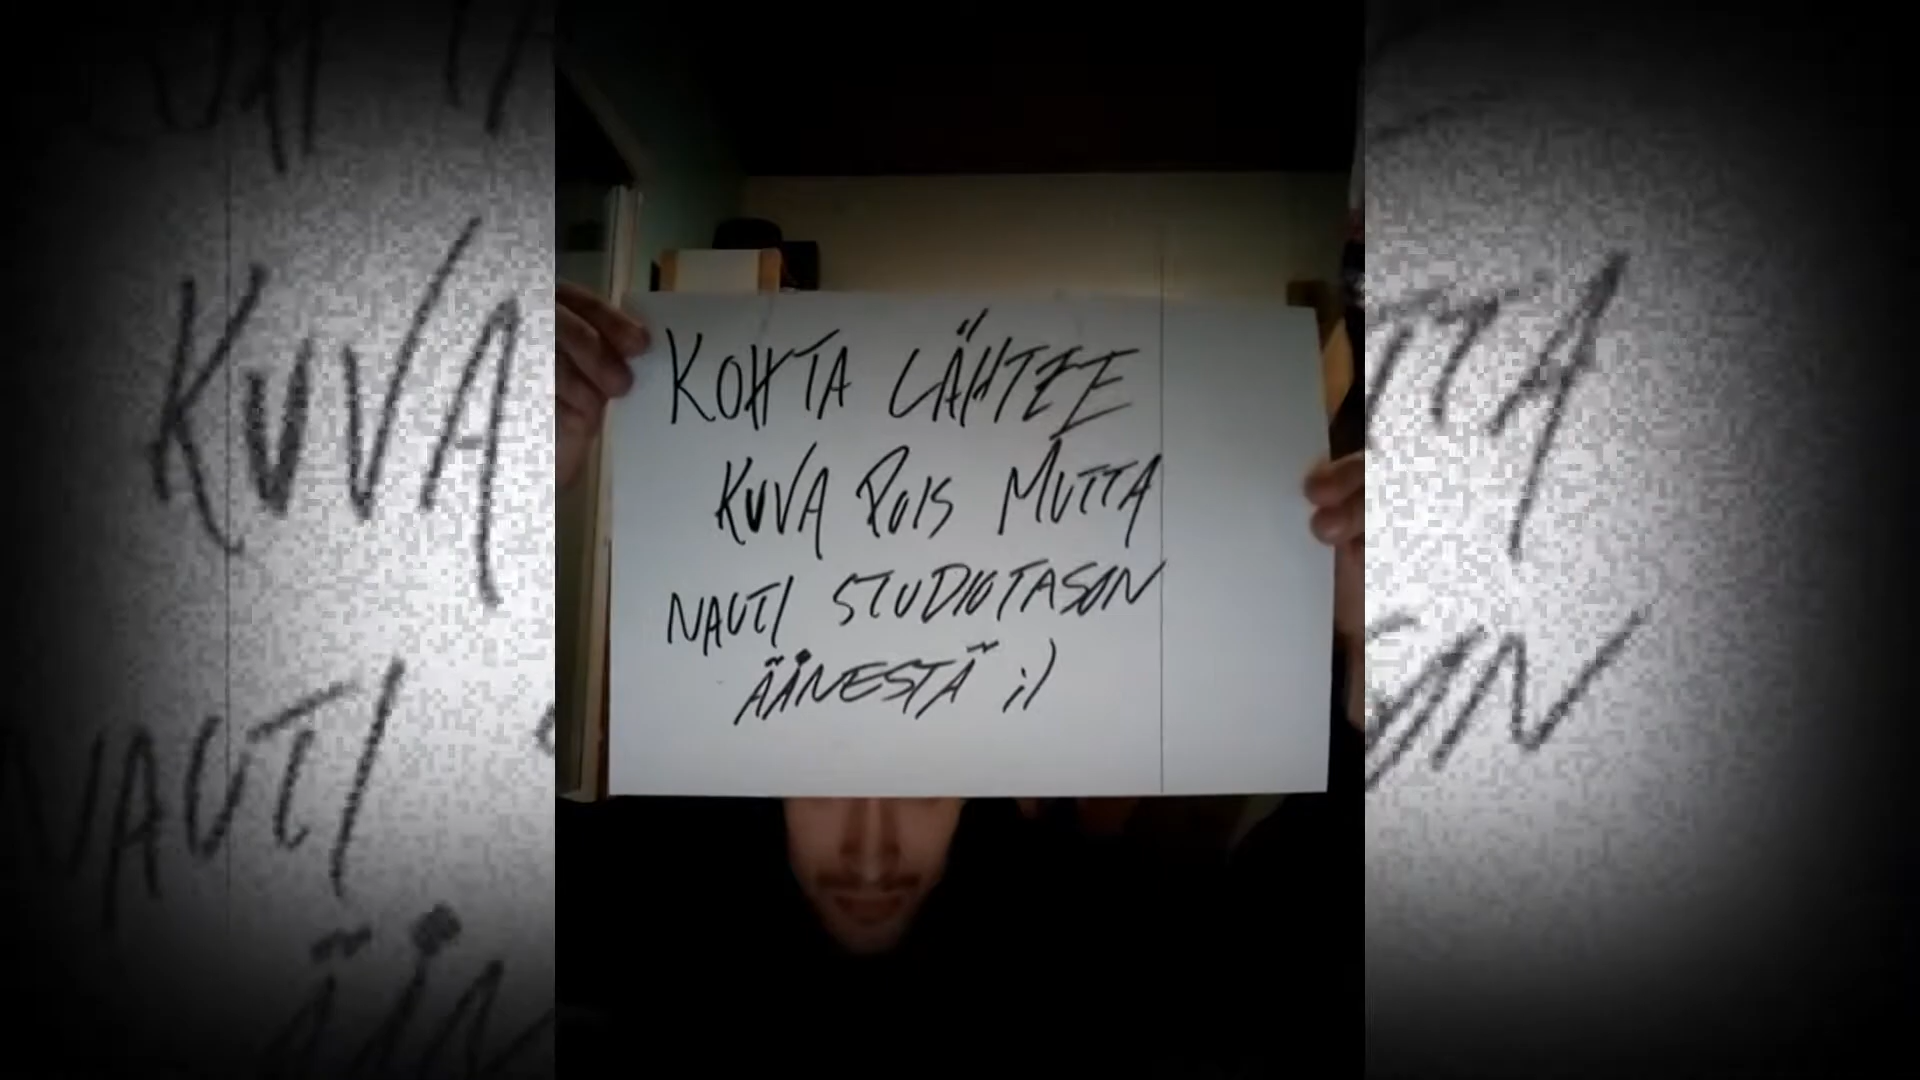 KOHTA LÄHTEE
KUVA POIS MUTTA
NAUTI STUDIOTASON
ÄÄNESTÄ ;)